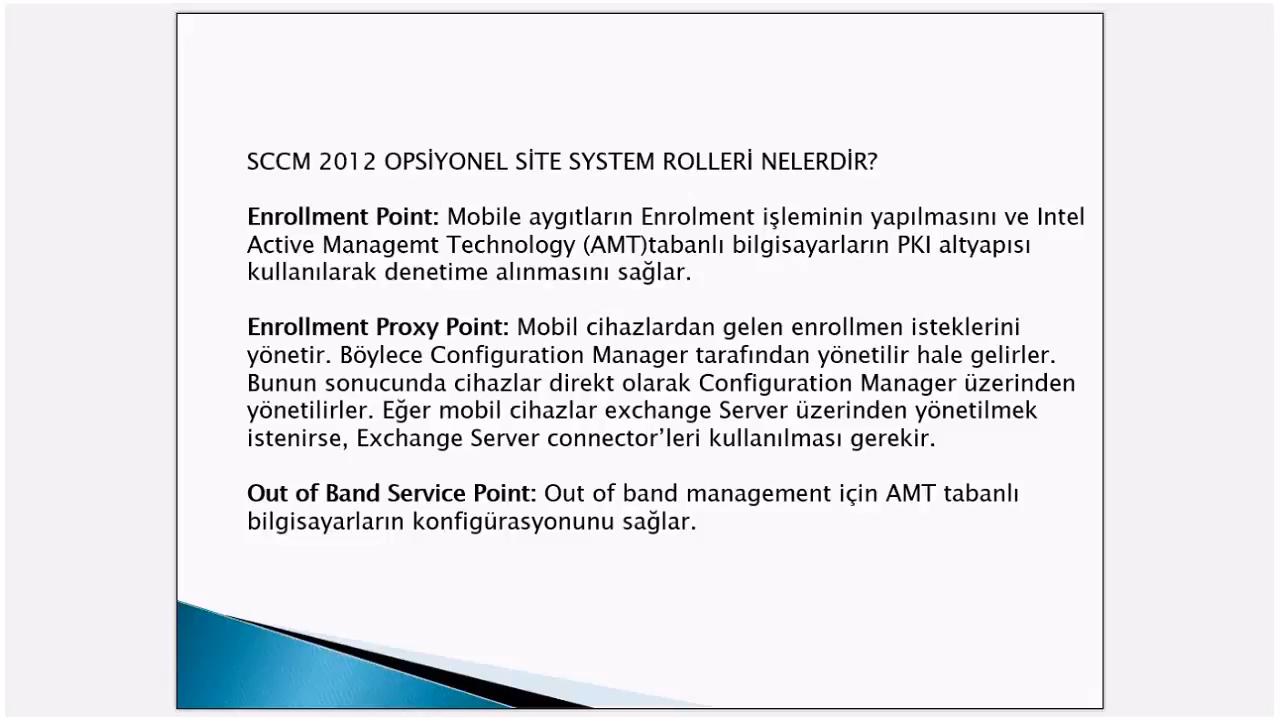 SCCM 2012 OPSİYONEL SİTE SYSTEM ROLLERİ NELERDİR?
Enrollment Point: Mobile aygıtların Enrolment işleminin yapılmasını ve Intel
Active Managemt Technology (AMT)tabanlı bilgisayarların PKI altyapısı
kullanılarak denetime alınmasını sağlar.
Enrollment Proxy Point: Mobil cihazlardan gelen enrollmen isteklerini
yönetir. Böylece Configuration Manager tarafından yönetilir hale gelirler.
Bunun sonucunda cihazlar direkt olarak Configuration Manager üzerinden
yönetilirler. Eğer mobil cihazlar exchange Server üzerinden yönetilmek
istenirse, Exchange Server connector’leri kullanılması gerekir.
Out of Band Service Point: Out of band management için AMT tabanlı
bilgisayarların konfigürasyonunu sağlar.